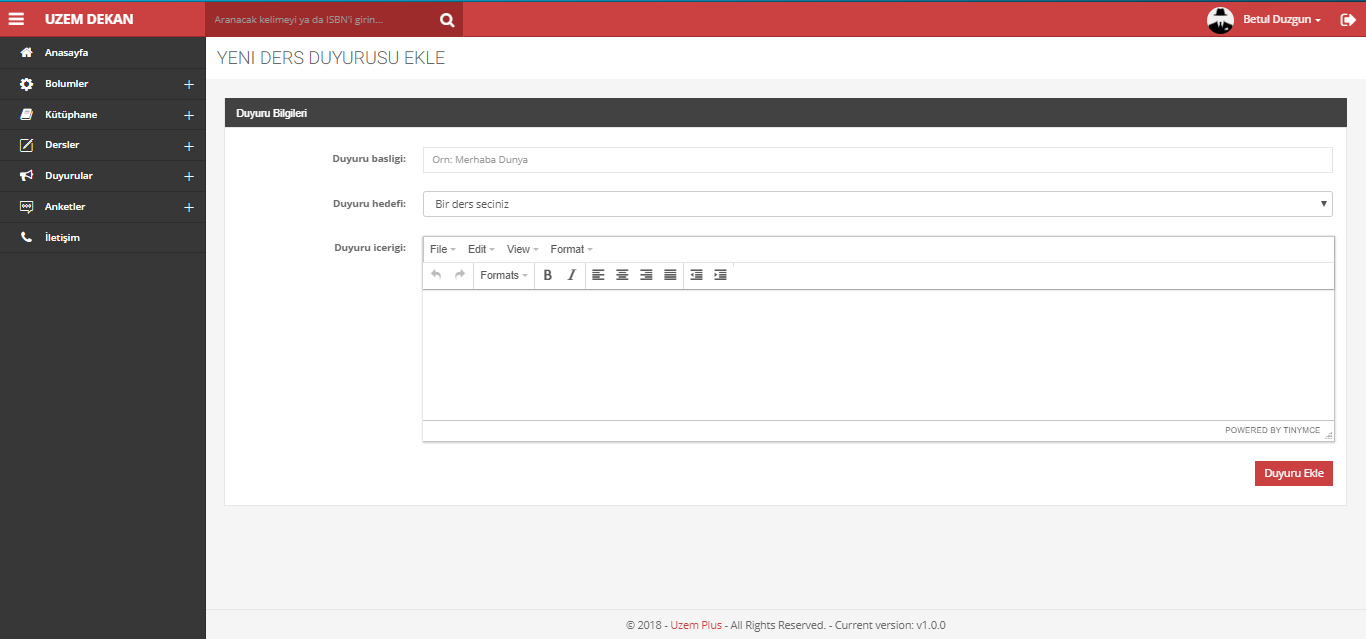 UZEM DEKAN
Aranacak kelimeyi ya da ISBN'i girin...
Betul Duzgun
Anasayfa
Bolumler
Kütüphane
Dersler
Duyurular
Anketler
İletişim
YENI DERS DUYURUSU EKLE
Duyuru Bilgileri
Duyuru basligi:
Orn: Merhaba Dunya
Duyuru hedefi:
Bir ders seciniz
Duyuru icerigi:
File Edit View Format
Formats B I
POWERED BY TINYMCE
Duyuru Ekle
© 2018 - Uzem Plus - All Rights Reserved. - Current version: v1.0.0